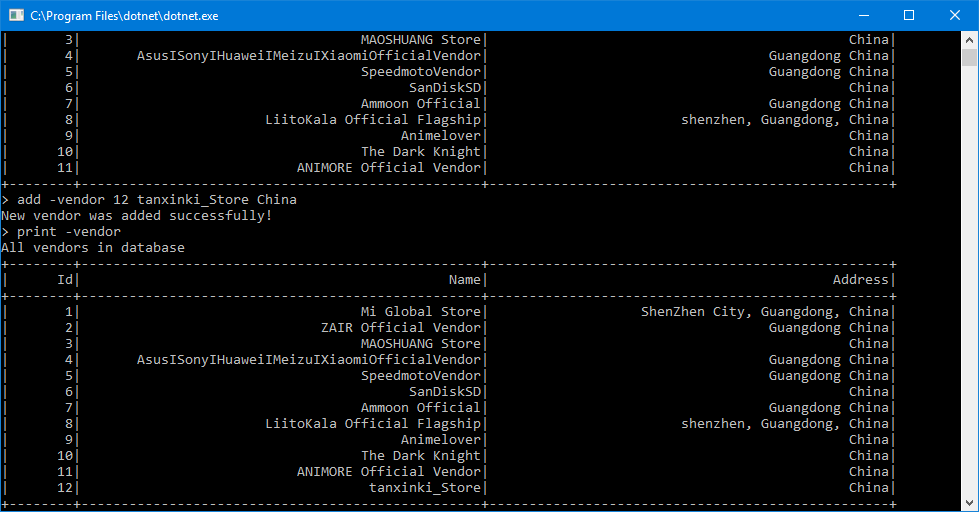 C:\Program Files\dotnet\dotnet.exe
|       3|                                   MAOSHUANG Store|                                             China|
|       4|       AsusISonyIHuaweiIMeizuIXiaomiOfficialVendor|                                   Guangdong China|
|       5|                                   SpeedmotoVendor|                                   Guangdong China|
|       6|                                         SanDiskSD|                                             China|
|       7|                                   Ammoon Official|                                   Guangdong China|
|       8|                       LiitoKala Official Flagship|                        shenzhen, Guangdong, China|
|       9|                                        Animelover|                                             China|
|      10|                                   The Dark Knight|                                             China|
|      11|                           ANIMORE Official Vendor|                                             China|
+--------+--------------------------------------------------+--------------------------------------------------+
> add -vendor 12 tanxinki_Store China
New vendor was added successfully!
> print -vendor
All vendors in database
+--------+--------------------------------------------------+--------------------------------------------------+
|      Id|                                              Name|                                           Address|
+--------+--------------------------------------------------+--------------------------------------------------+
|       1|                                   Mi Global Store|                   ShenZhen City, Guangdong, China|
|       2|                              ZAIR Official Vendor|                                   Guangdong China|
|       3|                                   MAOSHUANG Store|                                             China|
|       4|       AsusISonyIHuaweiIMeizuIXiaomiOfficialVendor|                                   Guangdong China|
|       5|                                   SpeedmotoVendor|                                   Guangdong China|
|       6|                                         SanDiskSD|                                             China|
|       7|                                   Ammoon Official|                                   Guangdong China|
|       8|                       LiitoKala Official Flagship|                        shenzhen, Guangdong, China|
|       9|                                        Animelover|                                             China|
|      10|                                   The Dark Knight|                                             China|
|      11|                           ANIMORE Official Vendor|                                             China|
|      12|                                    tanxinki_Store|                                             China|
+--------+--------------------------------------------------+--------------------------------------------------+